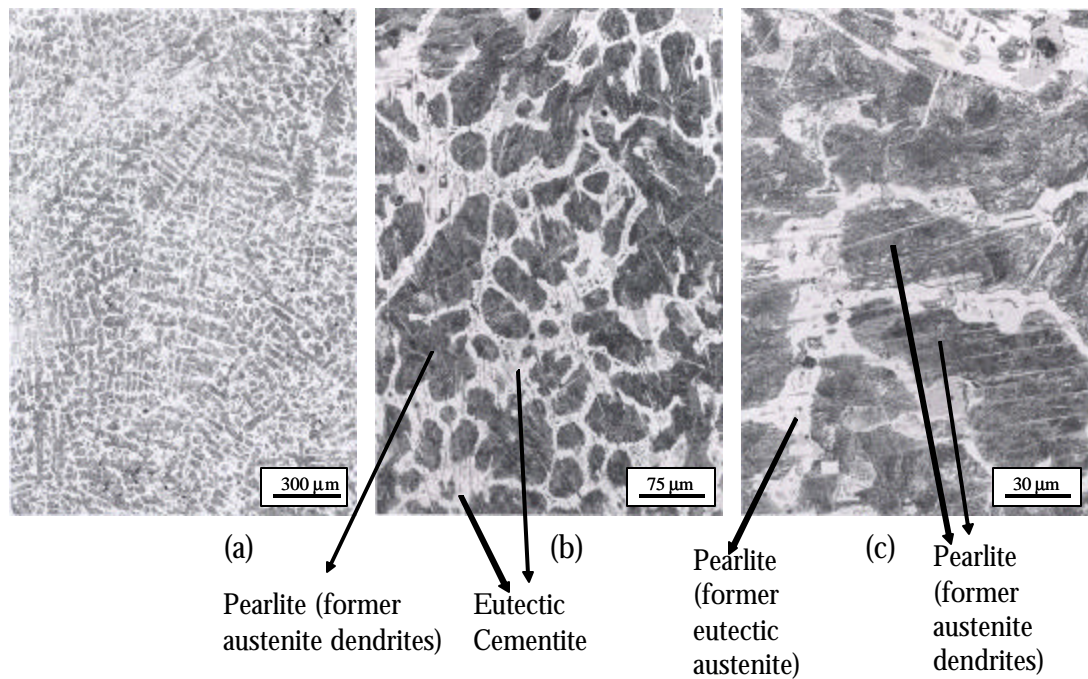 300 µm
75 µm
30 µm
(a)
(b)
(c)
Pearlite (former
austenite dendrites)
Eutectic
Cementite
Pearlite
(former
eutectic
austenite)
Pearlite
(former
austenite
dendrites)